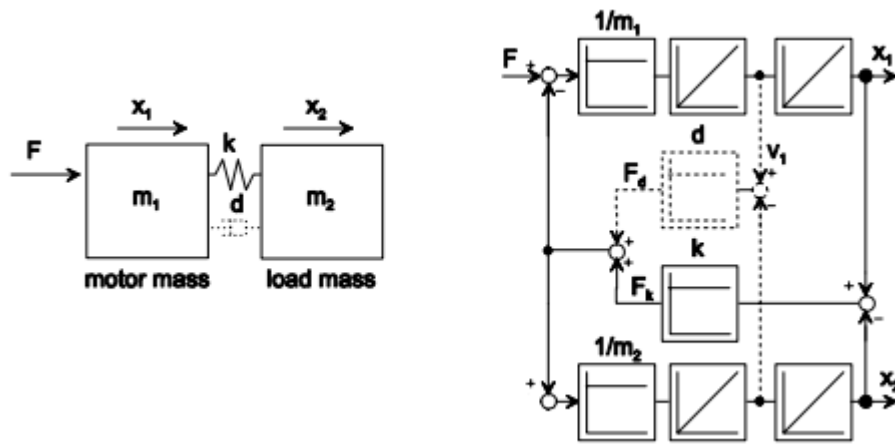 x₁
x₂
F
k
m₁
d
m₂
motor mass
load mass
1/m₁
F
+
−
x₁
d
v₁
F_d
+
−
+
+
k
F_k
+
−
1/m₂
+
x₂